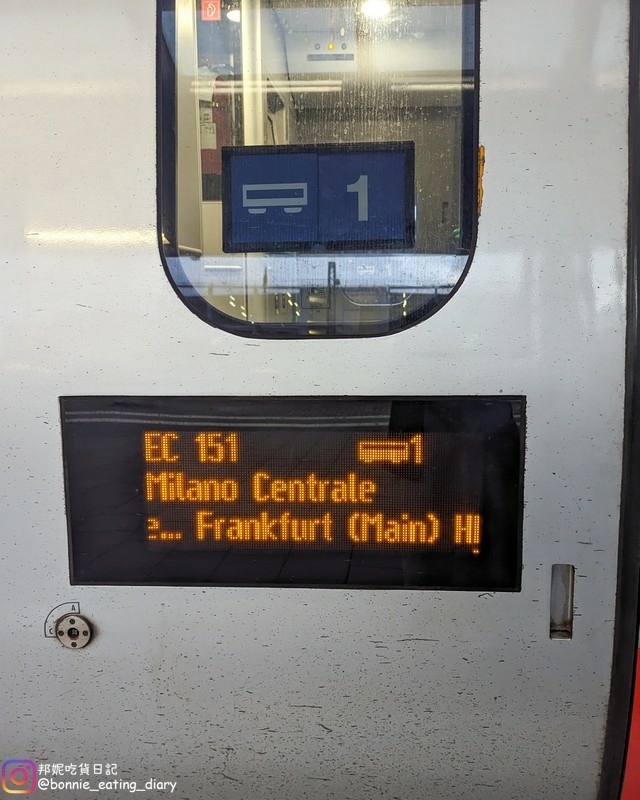 1
EC 151 1
Milano Centrale
... Frankfurt (Main)
A
C
邦妮吃貨日記
@bonnie_eating_diary